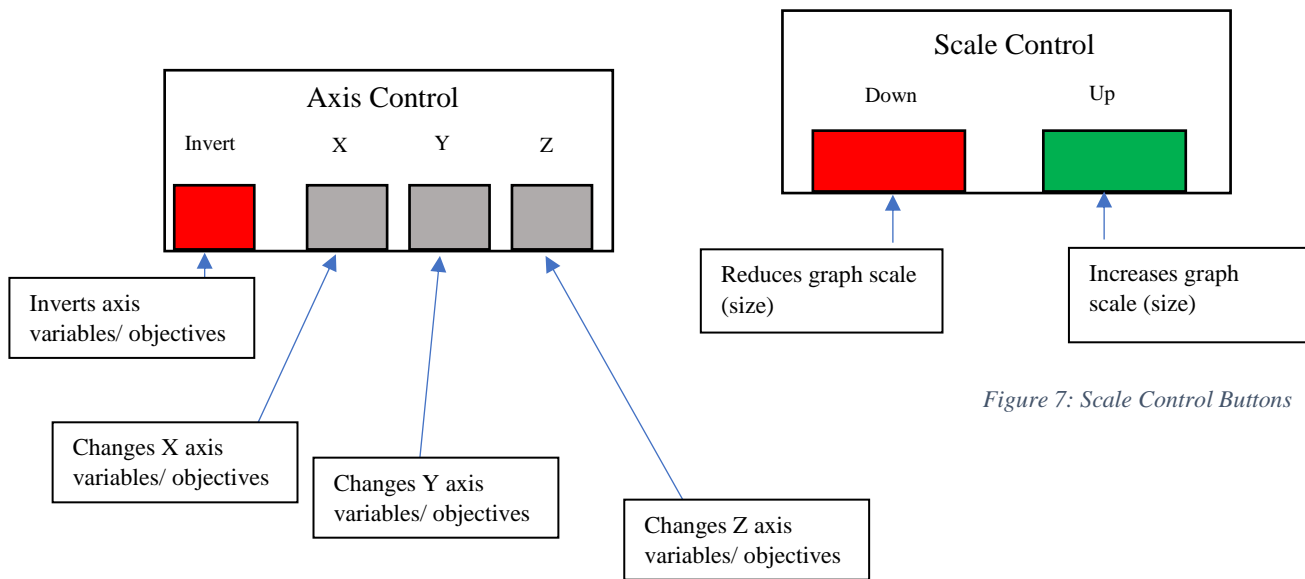 Axis Control
Invert
X
Y
Z
Inverts axis
variables/ objectives
Changes X axis
variables/ objectives
Changes Y axis
variables/ objectives
Changes Z axis
variables/ objectives
Scale Control
Down
Up
Reduces graph scale
(size)
Increases graph
scale (size)
Figure 7: Scale Control Buttons